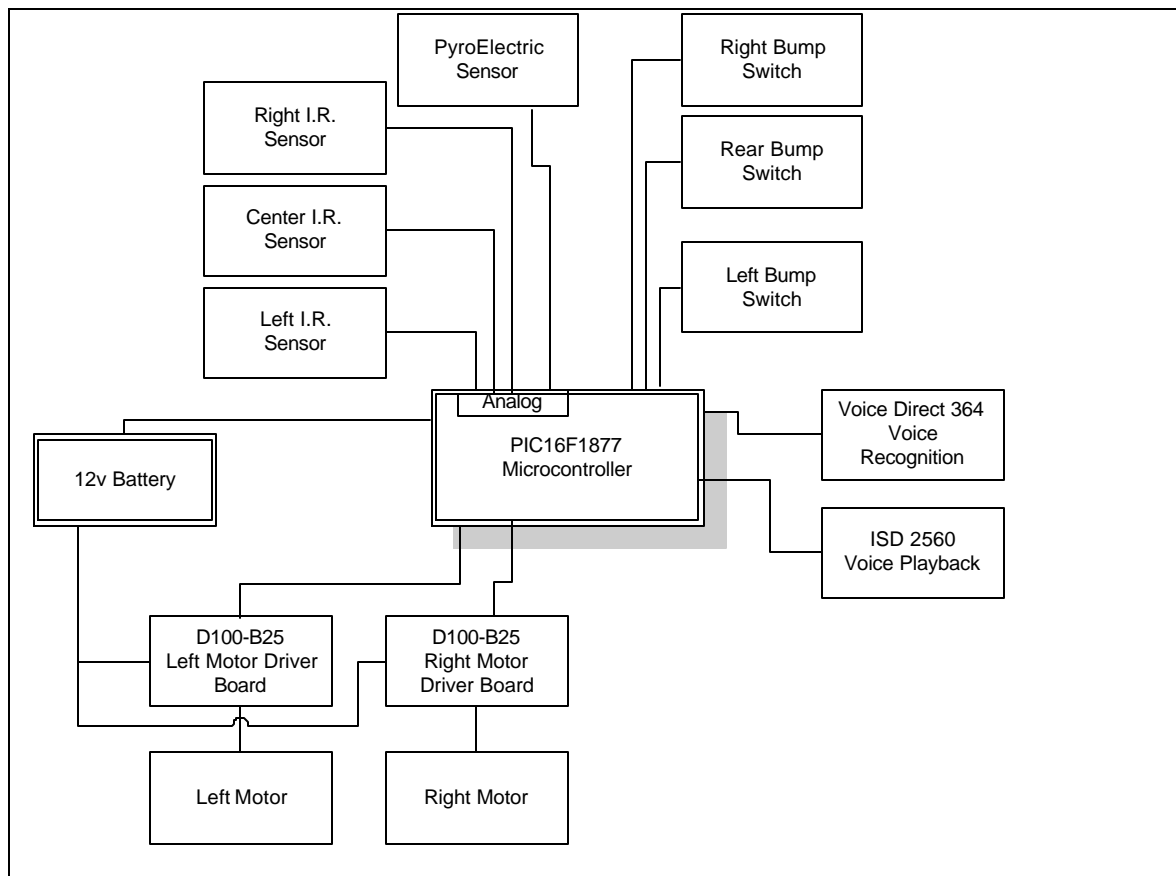 PyroElectric
Sensor
Right Bump
Switch
Right I.R.
Sensor
Rear Bump
Switch
Center I.R.
Sensor
Left Bump
Switch
Left I.R.
Sensor
Analog
PIC16F1877
Microcontroller
Voice Direct 364
Voice
Recognition
12v Battery
ISD 2560
Voice Playback
D100-B25
Left Motor Driver
Board
D100-B25
Right Motor
Driver Board
Left Motor
Right Motor